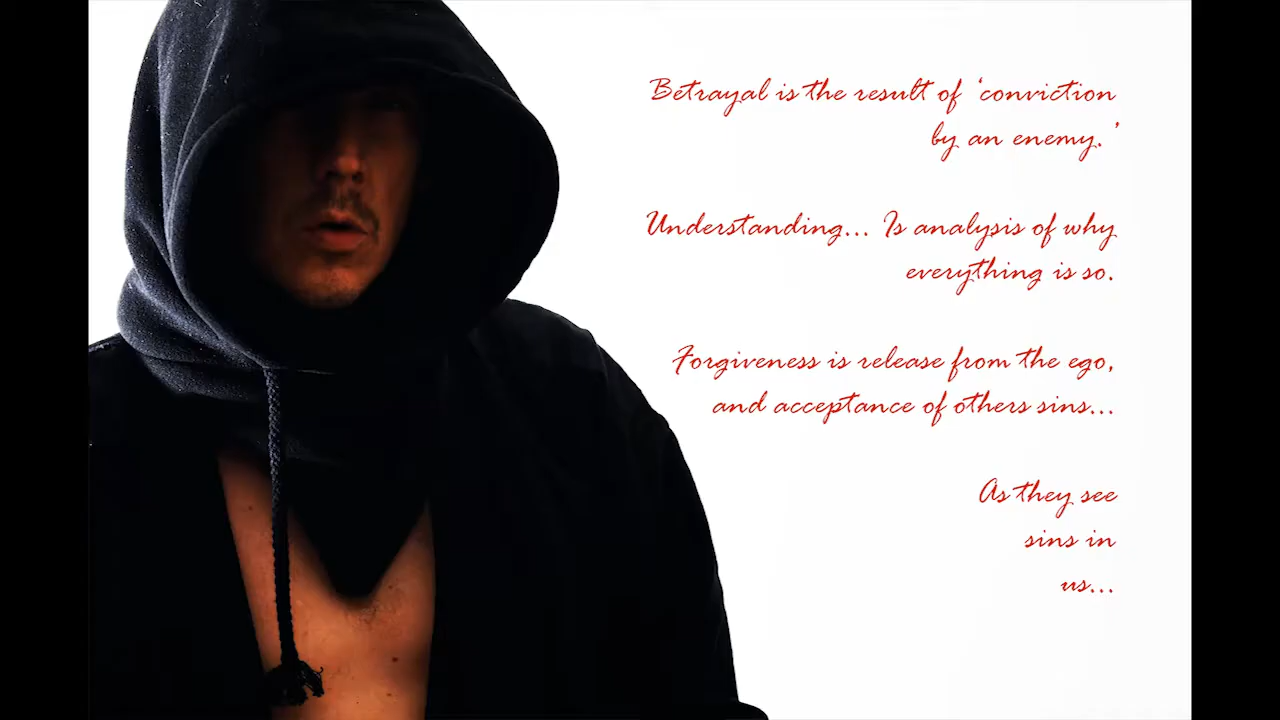 Betrayal is the result of ‘conviction
by an enemy.’
Understanding... Is analysis of why
everything is so.
Forgiveness is release from the ego,
and acceptance of others sins...
As they see
sins in
us...